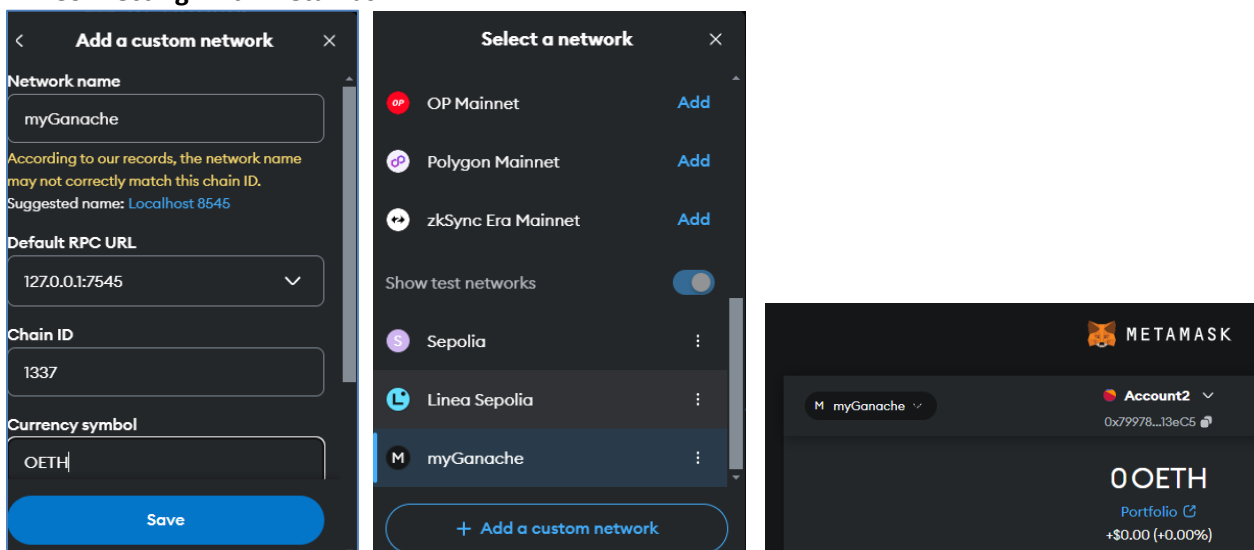 Add a custom network
Network name
myGanache
According to our records, the network name
may not correctly match this chain ID.
Suggested name: Localhost 8545
Default RPC URL
127.0.0.1:7545
Chain ID
1337
Currency symbol
OETH
Save
Select a network
OP
OP Mainnet
Add
Polygon Mainnet
Add
zkSync Era Mainnet
Add
Show test networks
S
Sepolia
L
Linea Sepolia
M
myGanache
+ Add a custom network
METAMASK
M myGanache
Account2
0x79978...13eC5
0 OETH
Portfolio
+$0.00 (+0.00%)